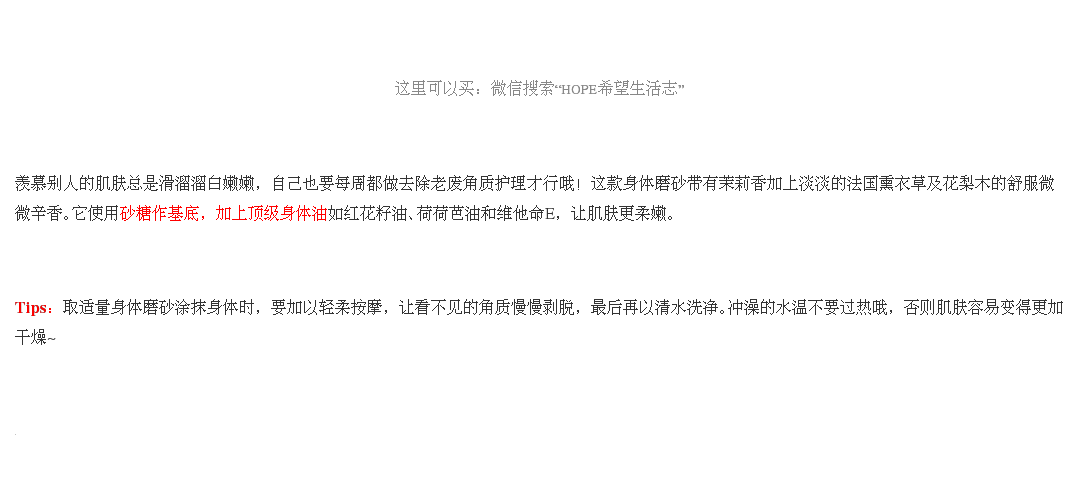 这里可以买：微信搜索“HOPE希望生活志”
羡慕别人的肌肤总是滑溜溜白嫩嫩，自己也要每周都做去除老废角质护理才行哦！这款身体磨砂带有茉莉香加上淡淡的法国熏衣草及花梨木的舒服微
微辛香。它使用砂糖作基底，加上顶级身体油如红花籽油、荷荷芭油和维他命E，让肌肤更柔嫩。
Tips：取适量身体磨砂涂抹身体时，要加以轻柔按摩，让看不见的角质慢慢剥脱，最后再以清水洗净。冲澡的水温不要过热哦，否则肌肤容易变得更加
干燥~